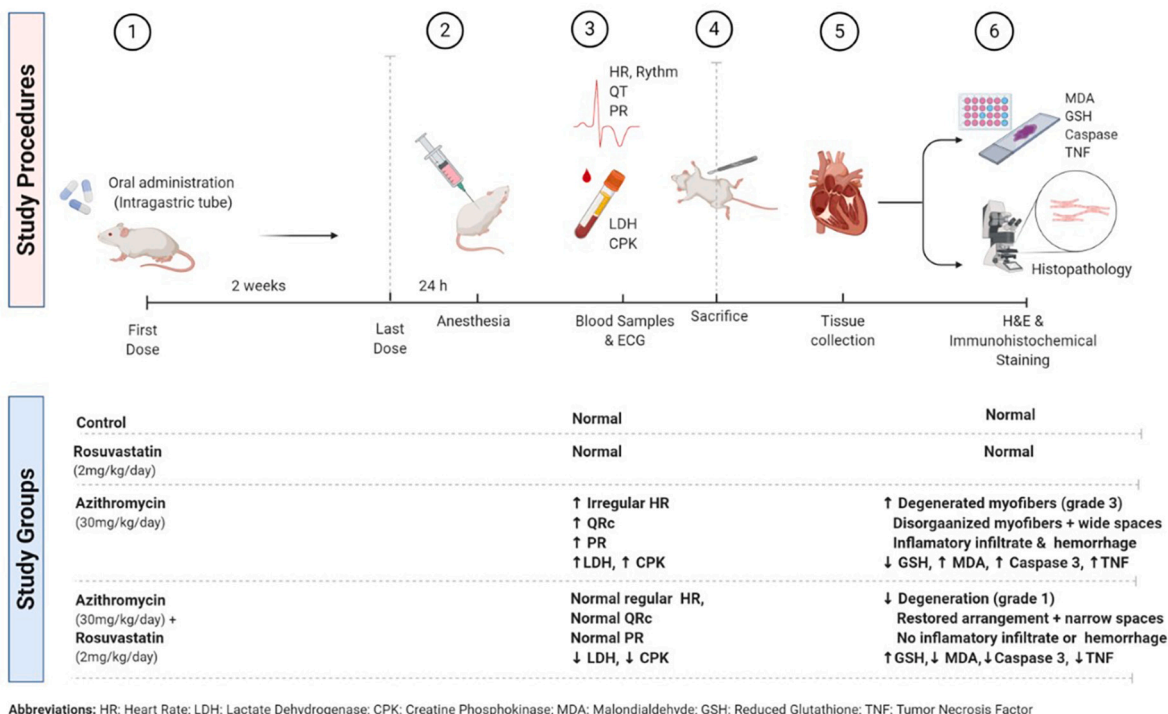 1
2
3
4
5
6
Study Procedures
Oral administration
(Intragastric tube)
HR, Rythm
QT
PR
LDH
CPK
MDA
GSH
Caspase
TNF
Histopathology
2 weeks
24 h
First
Dose
Last
Dose
Anesthesia
Blood Samples
& ECG
Sacrifice
Tissue
collection
H&E &
Immunohistochemical
Staining
Study Groups
Control
Normal
Normal
Rosuvastatin
(2mg/kg/day)
Normal
Normal
Azithromycin
(30mg/kg/day)
↑ Irregular HR
↑ QRc
↑ PR
↑LDH, ↑ CPK
↑ Degenerated myofibers (grade 3)
Disorgaanized myofibers + wide spaces
Inflamatory infiltrate & hemorrhage
↓ GSH, ↑ MDA, ↑ Caspase 3, ↑TNF
Azithromycin
(30mg/kg/day) +
Rosuvastatin
(2mg/kg/day)
Normal regular HR,
Normal QRc
Normal PR
↓ LDH, ↓ CPK
↓ Degeneration (grade 1)
Restored arrangement + narrow spaces
No inflamatory infiltrate or hemorrhage
↑GSH,↓ MDA,↓Caspase 3, ↓TNF
Abbreviations: HR: Heart Rate; LDH: Lactate Dehydrogenase; CPK: Creatine Phosphokinase; MDA: Malondialdehyde; GSH: Reduced Glutathione; TNF: Tumor Necrosis Factor